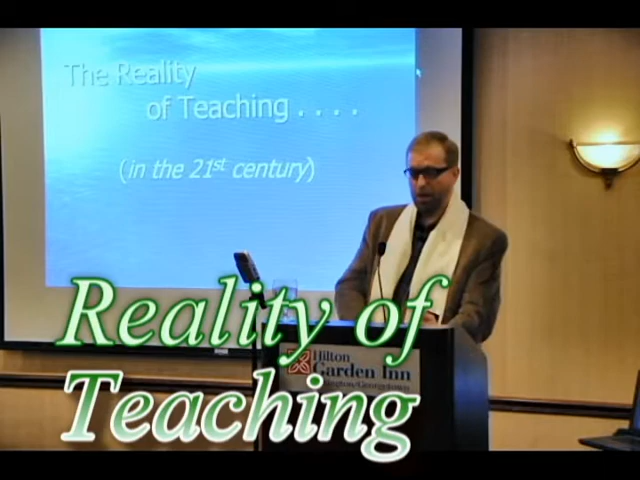 The Reality
of Teaching . . . .
(in the 21st century)
Reality of
Teaching
Hilton
Garden Inn